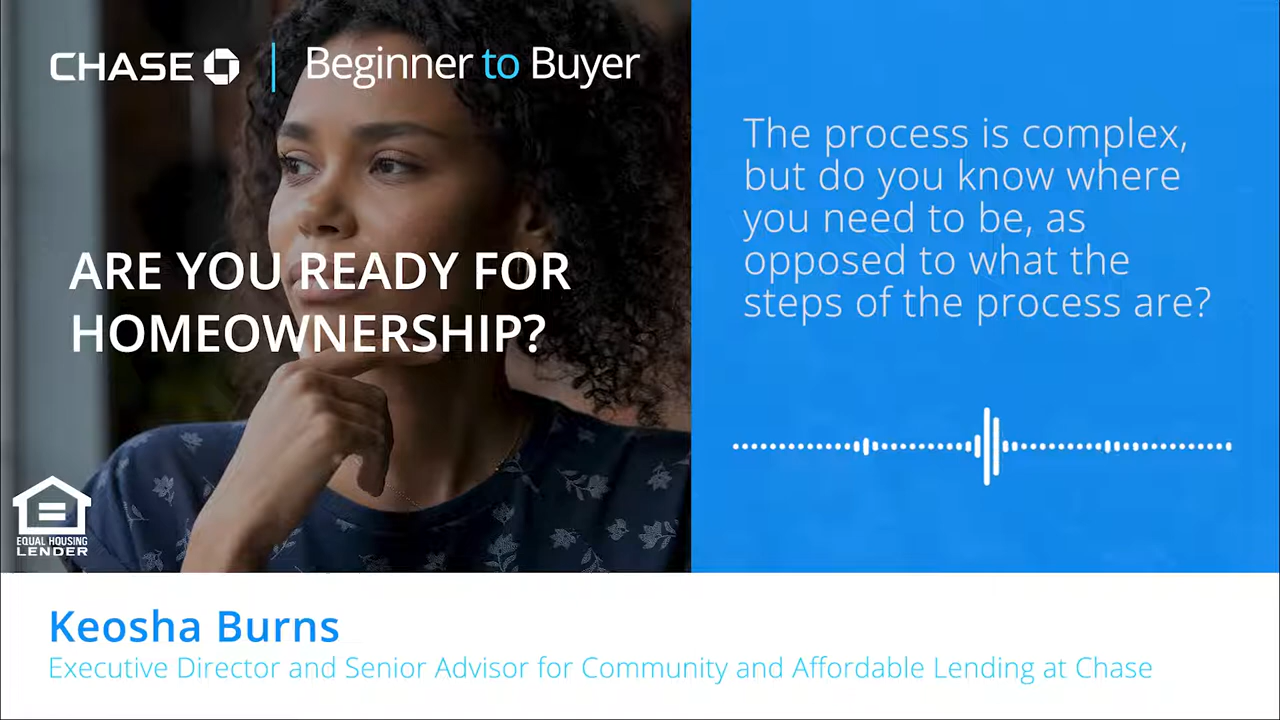 CHASE
Beginner to Buyer
ARE YOU READY FOR
HOMEOWNERSHIP?
The process is complex,
but do you know where
you need to be, as
opposed to what the
steps of the process are?
EQUAL HOUSING
LENDER
Keosha Burns
Executive Director and Senior Advisor for Community and Affordable Lending at Chase